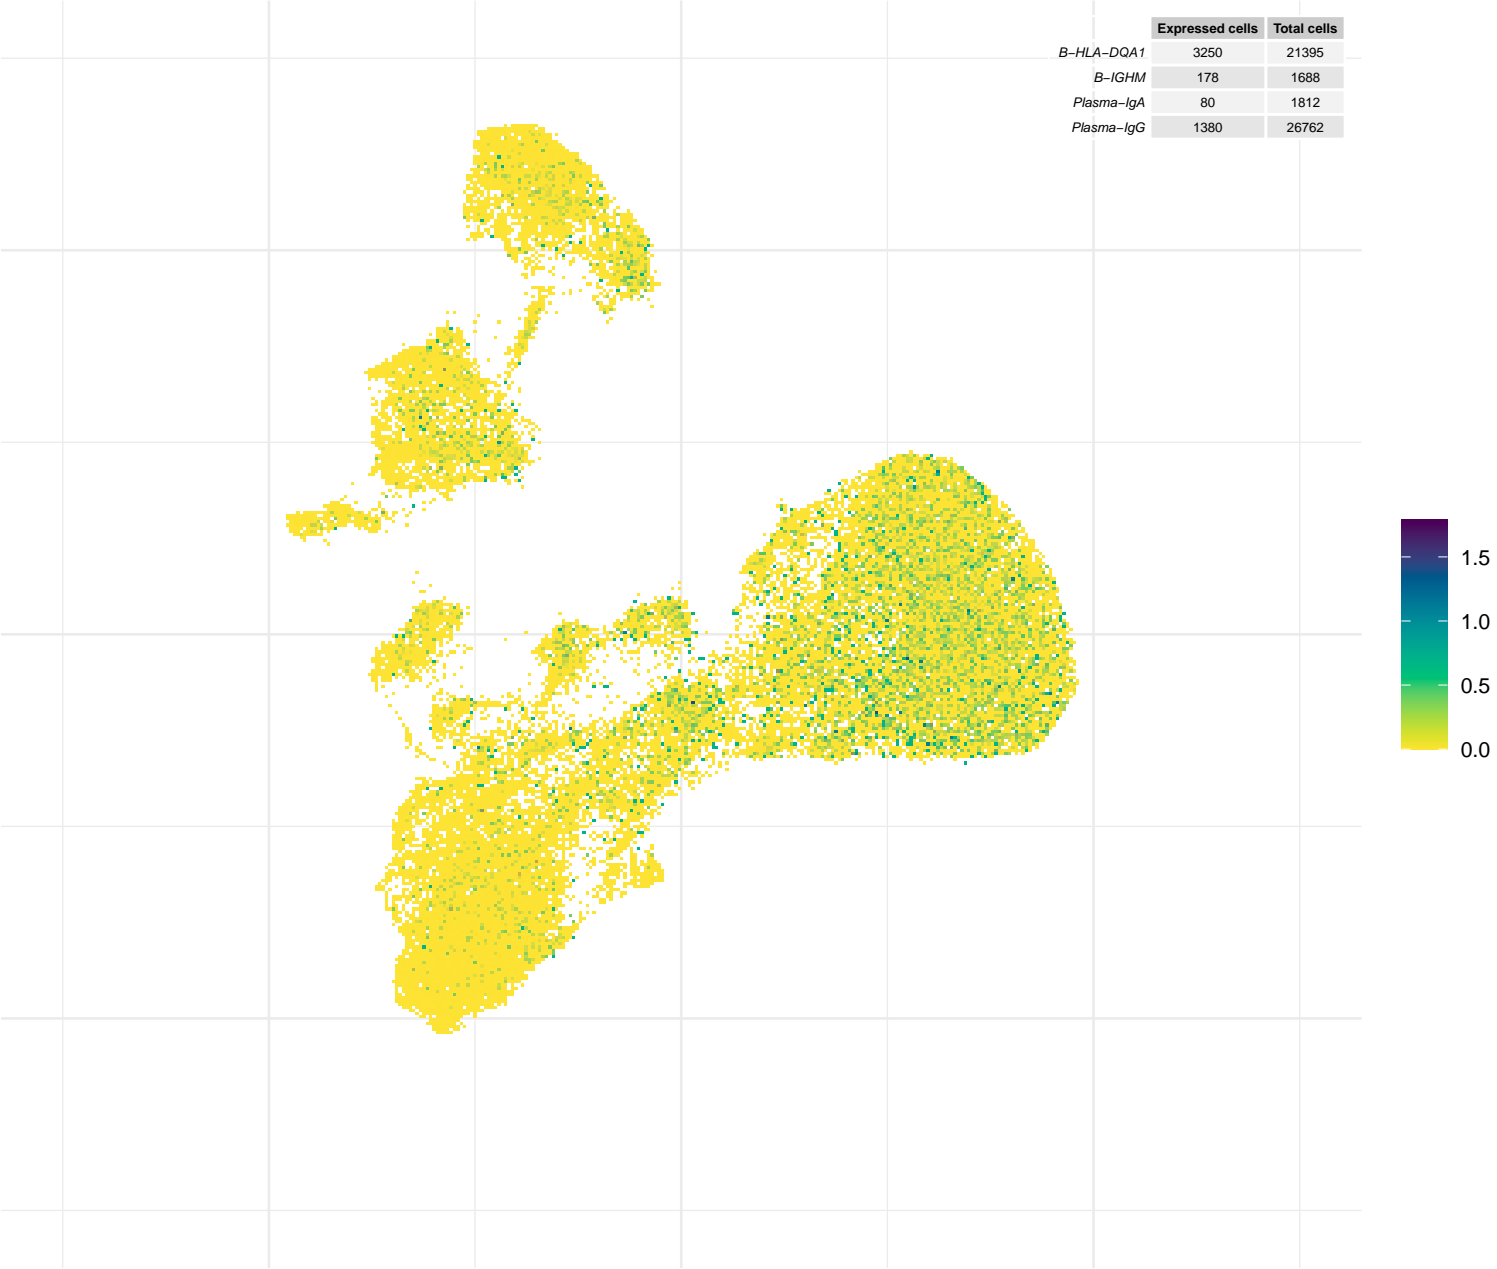 Expressed cells Total cells
B−HLA−DQA1 3250 21395
B−IGHM 178 1688
Plasma−IgA 80 1812
Plasma−IgG 1380 26762
1.5
1.0
0.5
0.0